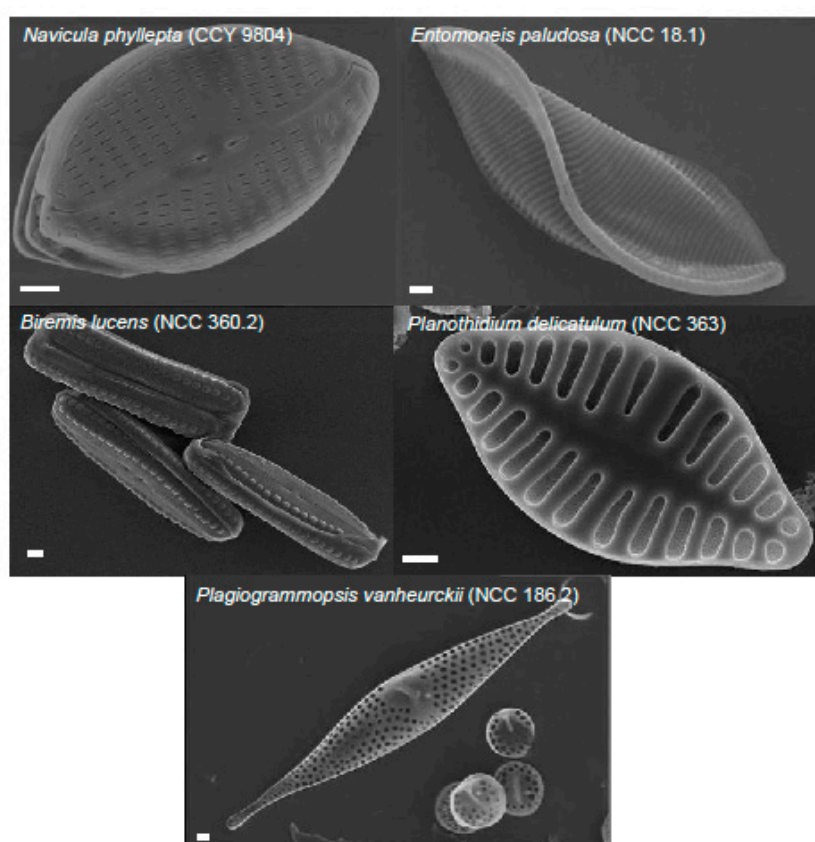 Navicula phyllepta (CCY 9804)
Entomoneis paludosa (NCC 18.1)
Biremis lucens (NCC 360.2)
Planothidium delicatulum (NCC 363)
Plagiogrammopsis vanheurckii (NCC 186.2)